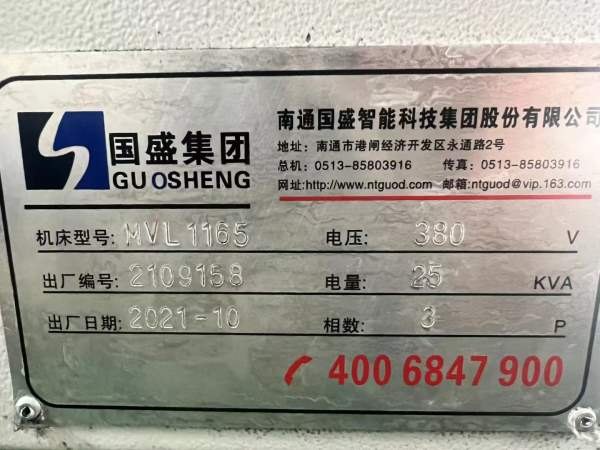 国盛集团
GUOSHENG
南通国盛智能科技集团股份有限公司
地址: 南通市港闸经济开发区永通路2号
总机: 0513-85803916 传真: 0513-85803916
网址:http://www.ntguod.com 邮箱:ntguod@vip.163.com
机床型号: MVL1165 电压: 380 V
出厂编号: 2109158 电量: 25 KVA
出厂日期: 2021-10 相数: 3 P
400 6847 900